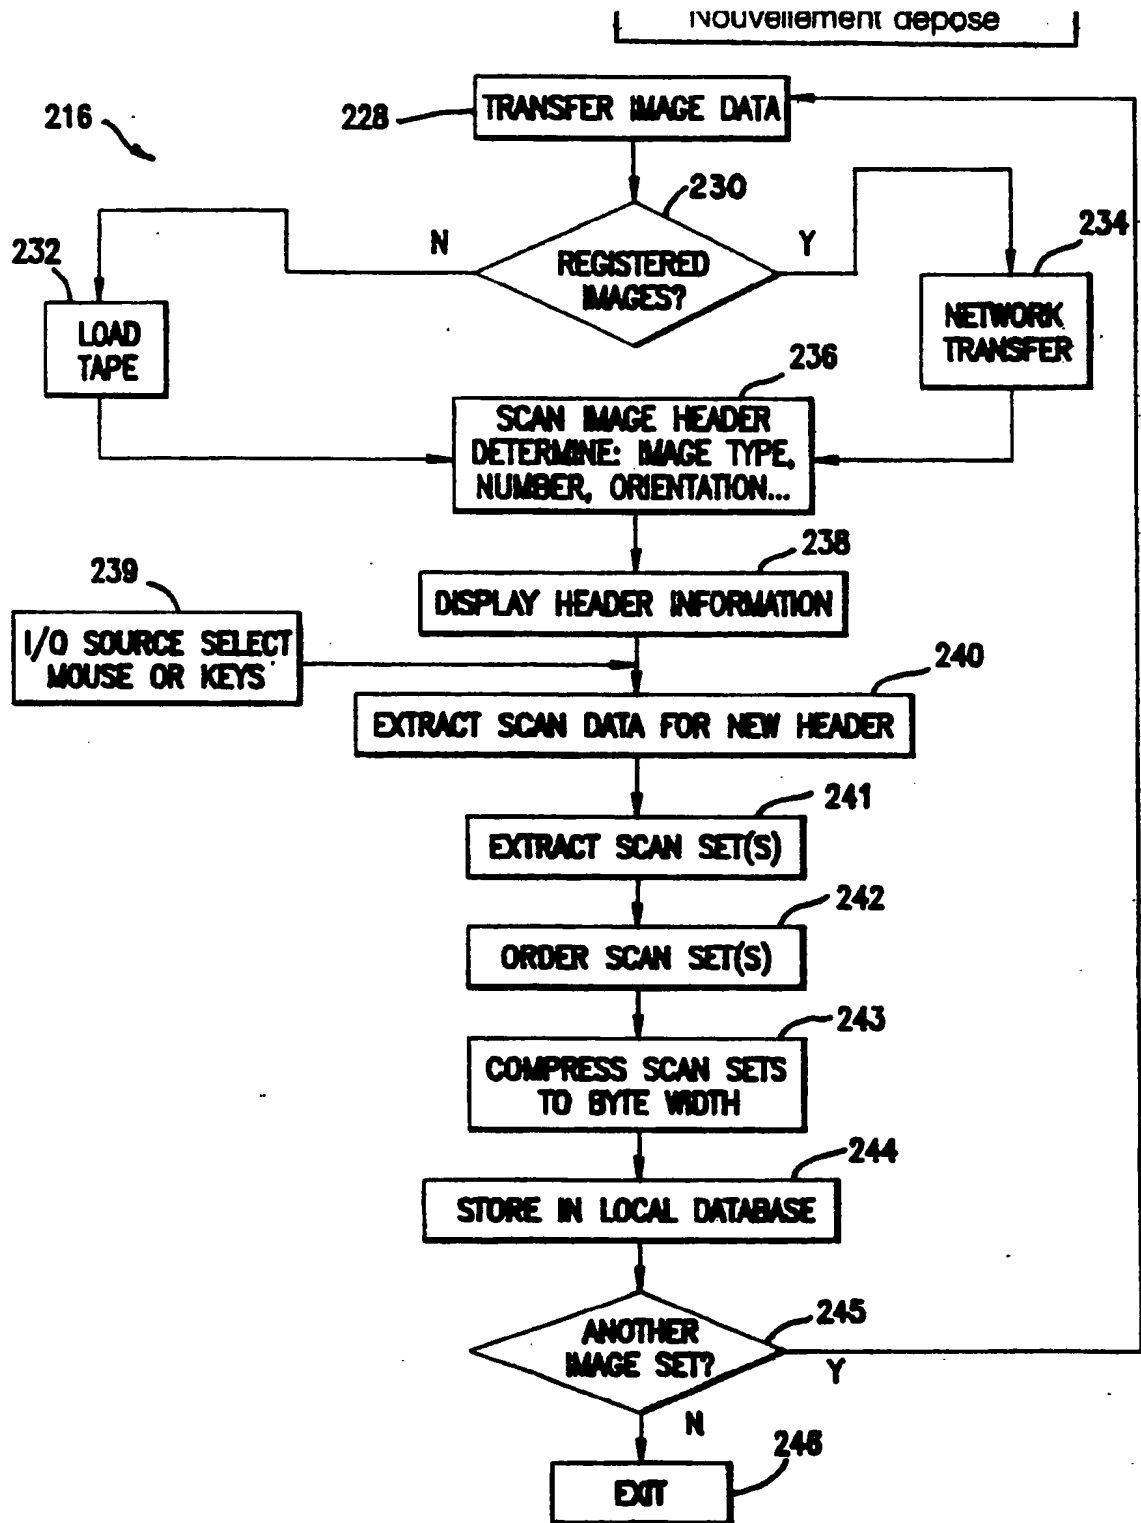 Nouvellement déposé
TRANSFER IMAGE DATA
228
216
230
REGISTERED
IMAGES?
N
Y
232
LOAD
TAPE
234
NETWORK
TRANSFER
236
SCAN IMAGE HEADER
DETERMINE: IMAGE TYPE,
NUMBER, ORIENTATION...
238
DISPLAY HEADER INFORMATION
239
I/O SOURCE SELECT
MOUSE OR KEYS
240
EXTRACT SCAN DATA FOR NEW HEADER
241
EXTRACT SCAN SET(S)
242
ORDER SCAN SET(S)
243
COMPRESS SCAN SETS
TO BYTE WIDTH
244
STORE IN LOCAL DATABASE
245
ANOTHER
IMAGE SET?
Y
N
246
EXIT